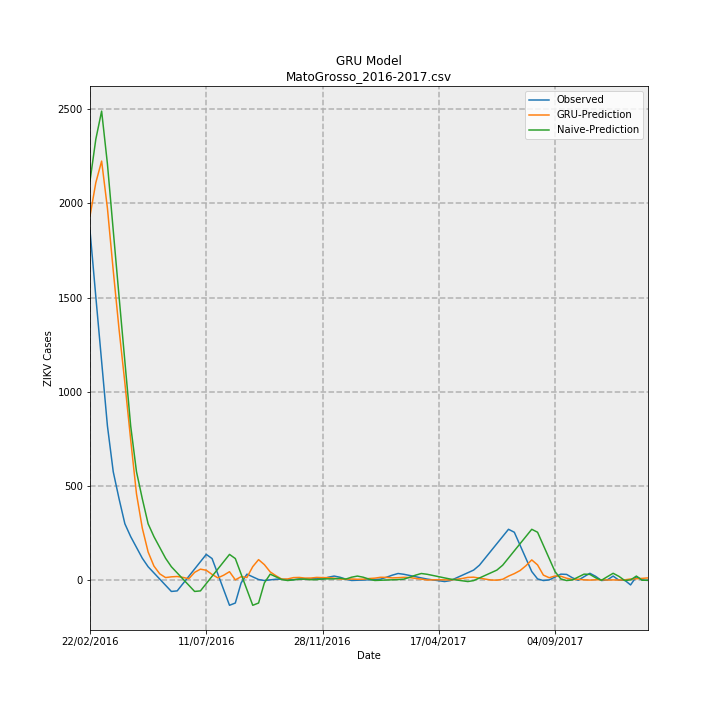 GRU Model
MatoGrosso_2016-2017.csv
Observed
GRU-Prediction
Naive-Prediction
2500
2000
1500
1000
500
0
ZIKV Cases
22/02/2016 11/07/2016 28/11/2016 17/04/2017 04/09/2017
Date